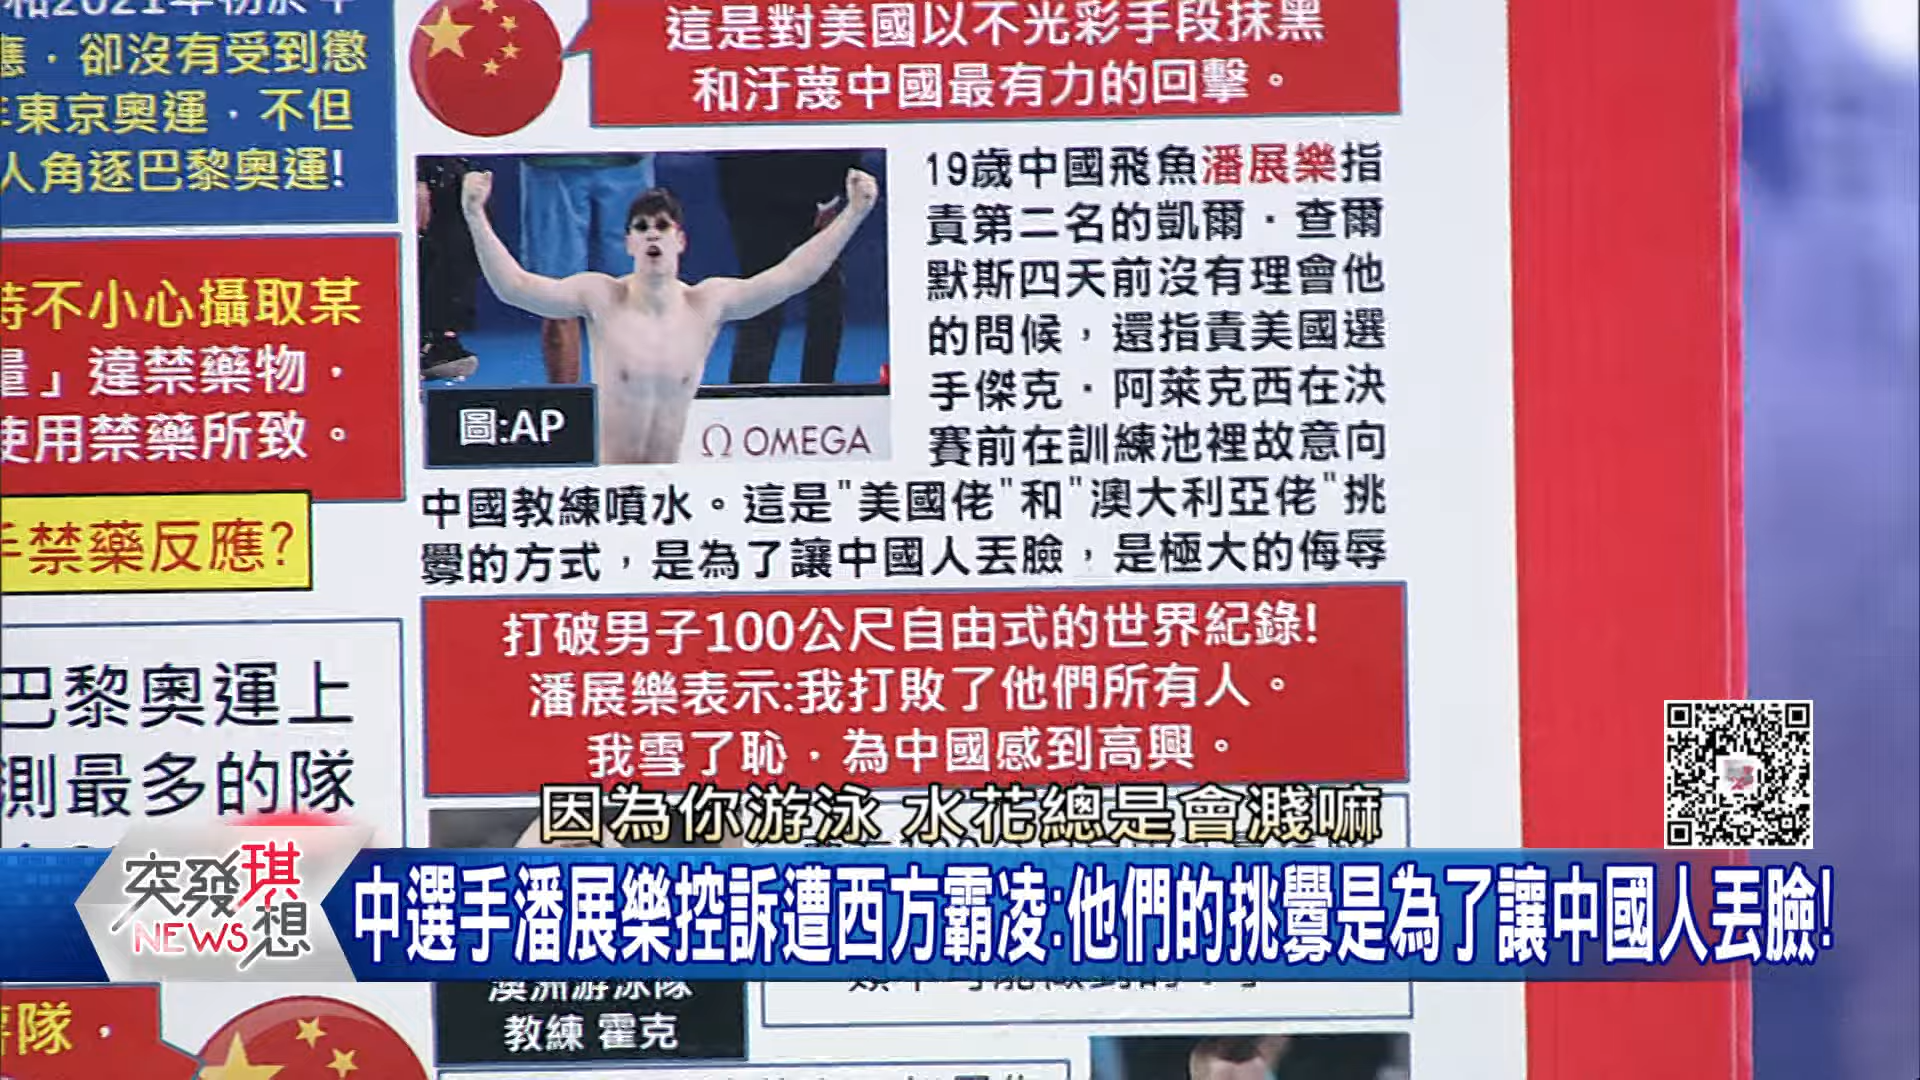 和2021年初於中
應，卻沒有受到懲
東京奧運，不但
人角逐巴黎奧運!
這是對美國以不光彩手段抹黑
和汙衊中國最有力的回擊。
時不小心攝取某
量」違禁藥物，
使用禁藥所致。
禁藥反應?
圖:AP
Ω OMEGA
19歲中國飛魚潘展樂指
責第二名的凱爾．查爾
默斯四天前沒有理會他
的問候，還指責美國選
手傑克．阿萊克西在決
賽前在訓練池裡故意向
中國教練噴水。這是"美國佬"和"澳大利亞佬"挑
釁的方式，是為了讓中國人丟臉，是極大的侮辱
打破男子100公尺自由式的世界紀錄!
潘展樂表示:我打敗了他們所有人。
我雪了恥，為中國感到高興。
巴黎奧運上
測最多的隊
因為你游泳 水花總是會濺嘛
突發琪想
NEWS
中選手潘展樂控訴遭西方霸凌:他們的挑釁是為了讓中國人丟臉!
澳洲游泳隊
教練 霍克
隊，